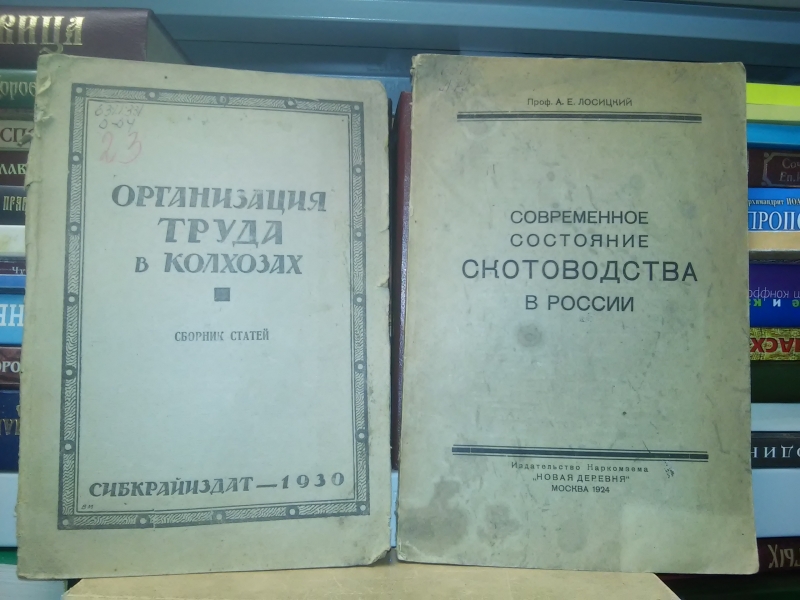 23
ОРГАНИЗАЦИЯ
ТРУДА
В КОЛХОЗАХ
СБОРНИК СТАТЕЙ
СИБКРАЙИЗДАТ — 1930
Проф. А. Е. ЛОСИЦКИЙ
СОВРЕМЕННОЕ
СОСТОЯНИЕ
СКОТОВОДСТВА
В РОССИИ
Издательство Наркомзема
„НОВАЯ ДЕРЕВНЯ"
МОСКВА 1924